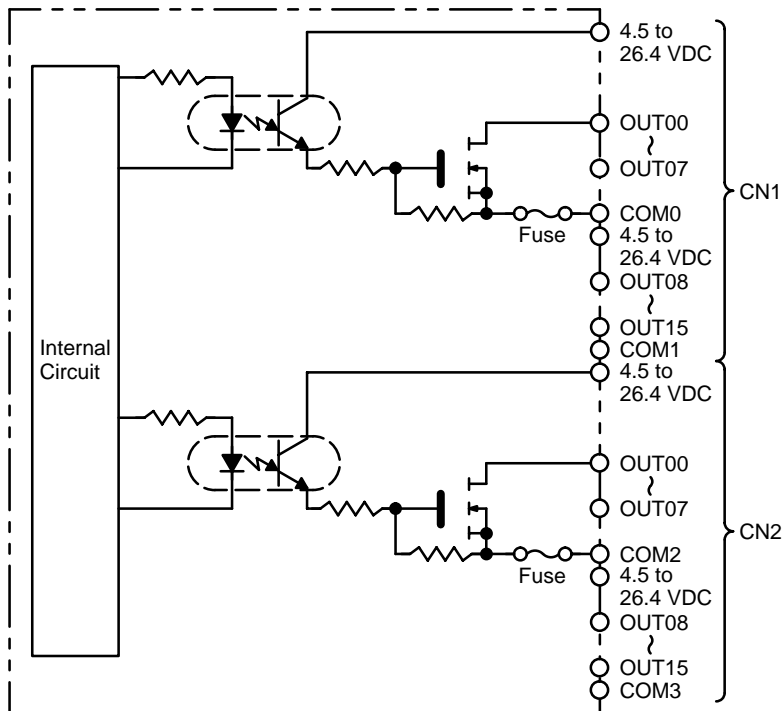 4.5 to
26.4 VDC
OUT00
~
OUT07
COM0
Fuse
4.5 to
26.4 VDC
OUT08
~
OUT15
COM1
CN1
Internal
Circuit
4.5 to
26.4 VDC
OUT00
~
OUT07
COM2
Fuse
4.5 to
26.4 VDC
OUT08
~
OUT15
COM3
CN2